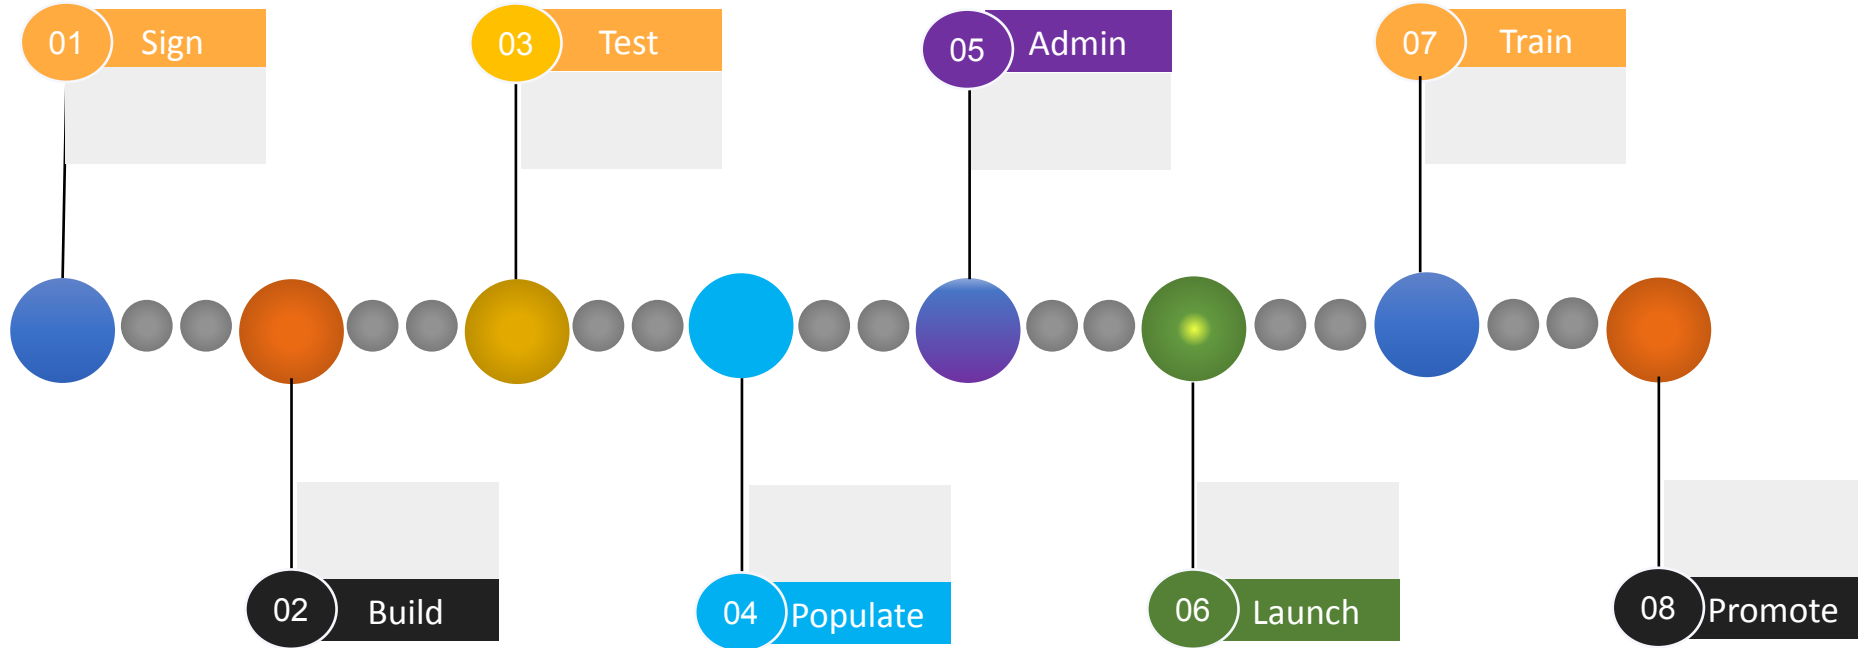 01 Sign
02 Build
03 Test
04 Populate
05 Admin
06 Launch
07 Train
08 Promote